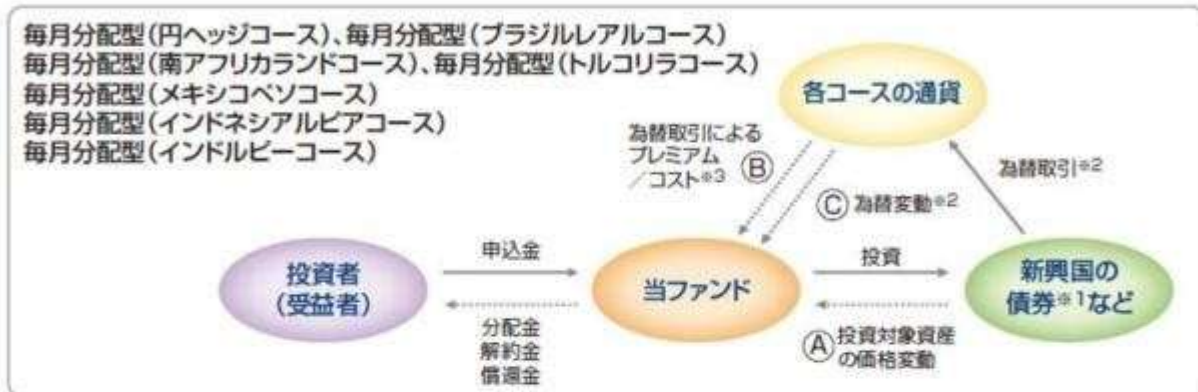 毎月分配型(円ヘッジコース)、毎月分配型(ブラジルレアルコース)
毎月分配型(南アフリカランドコース)、毎月分配型(トルコリラコース)
毎月分配型(メキシコペソコース)
毎月分配型(インドネシアルピアコース)
毎月分配型(インドルピーコース)
各コースの通貨
為替取引による
プレミアム
／コスト※3
Ⓑ
Ⓒ 為替変動※2
為替取引※2
投資者
(受益者)
申込金
分配金
解約金
償還金
当ファンド
投資
Ⓐ 投資対象資産
の価格変動
新興国の
債券※1など